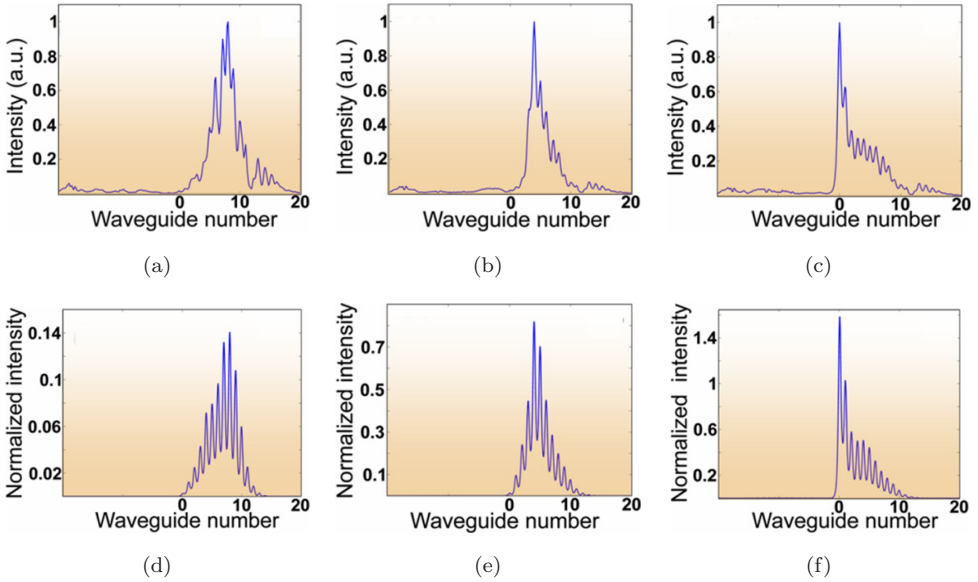 Intensity (a.u.)
1
0.8
0.6
0.4
0.2
0
10
20
Waveguide number
(a)
Intensity (a.u.)
1
0.8
0.6
0.4
0.2
0
10
20
Waveguide number
(b)
Intensity (a.u.)
1
0.8
0.6
0.4
0.2
0
10
20
Waveguide number
(c)
Normalized intensity
0.14
0.1
0.06
0.02
0
10
20
Waveguide number
(d)
Normalized intensity
0.7
0.5
0.3
0.1
0
10
20
Waveguide number
(e)
Normalized intensity
1.4
1
0.6
0.2
0
10
20
Waveguide number
(f)